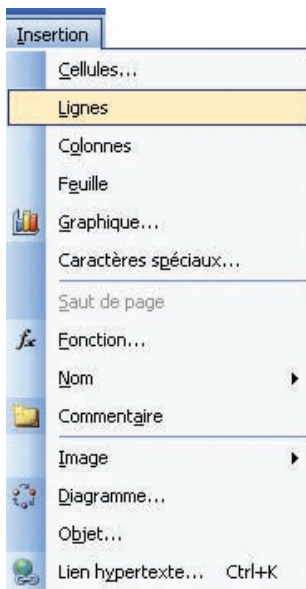 Insertion
Cellules...
Lignes
Colonnes
Feuille
Graphique...
Caractères spéciaux...
Saut de page
fx Fonction...
Nom
Commentaire
Image
Diagramme...
Objet...
Lien hypertexte... Ctrl+K